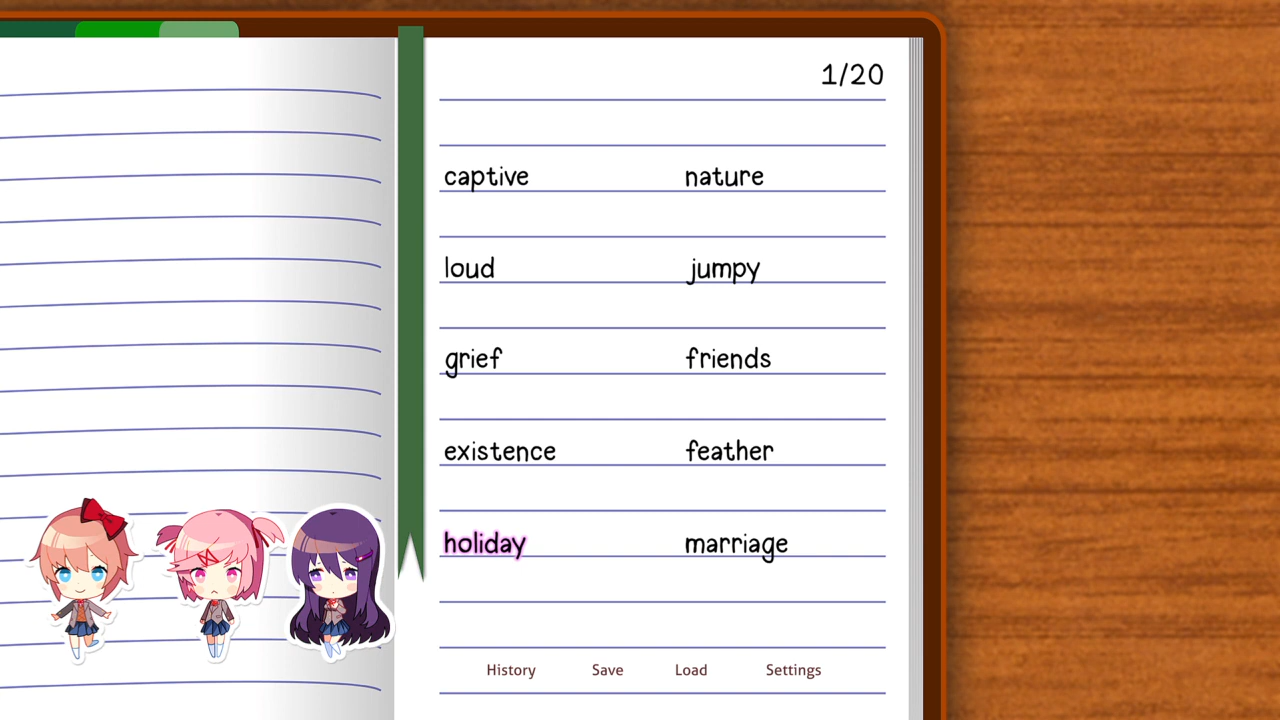 1/20
captive nature
loud jumpy
grief friends
existence feather
holiday marriage
History Save Load Settings